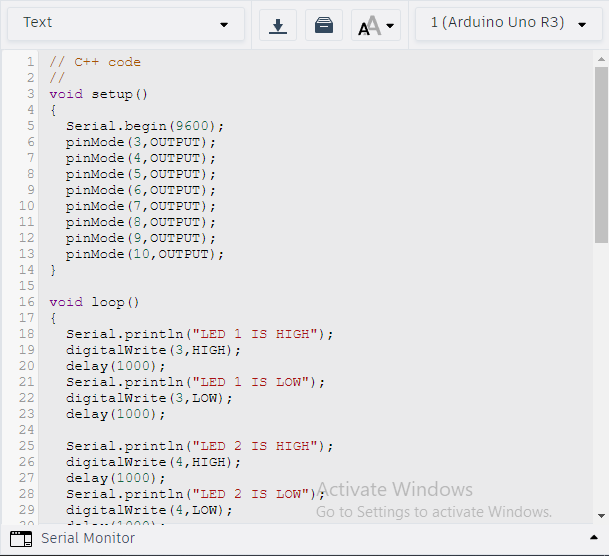 Text
1 (Arduino Uno R3)
1 // C++ code
2 //
3 void setup()
4 {
5   Serial.begin(9600);
6   pinMode(3,OUTPUT);
7   pinMode(4,OUTPUT);
8   pinMode(5,OUTPUT);
9   pinMode(6,OUTPUT);
10   pinMode(7,OUTPUT);
11   pinMode(8,OUTPUT);
12   pinMode(9,OUTPUT);
13   pinMode(10,OUTPUT);
14 }
15
16 void loop()
17 {
18   Serial.println("LED 1 IS HIGH");
19   digitalWrite(3,HIGH);
20   delay(1000);
21   Serial.println("LED 1 IS LOW");
22   digitalWrite(3,LOW);
23   delay(1000);
24
25   Serial.println("LED 2 IS HIGH");
26   digitalWrite(4,HIGH);
27   delay(1000);
28   Serial.println("LED 2 IS LOW");
29   digitalWrite(4,LOW);
30   delay(1000);
Activate Windows
Go to Settings to activate Windows.
Serial Monitor